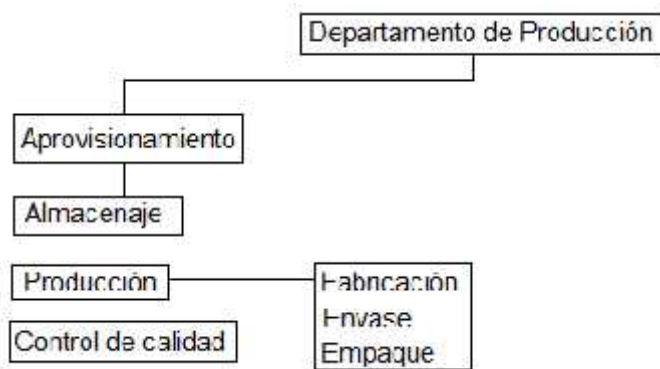 Departamento de Producción
Aprovisionamiento
Almacenaje
Producción
Fabricación
Envase
Empaque
Control de calidad